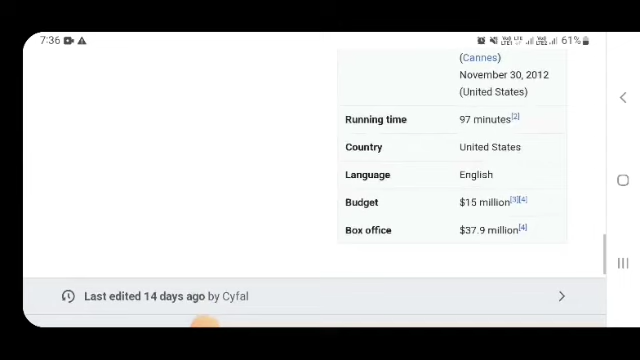 7:36
61%
(Cannes)
November 30, 2012
(United States)
Running time 97 minutes[2]
Country United States
Language English
Budget $15 million[3][4]
Box office $37.9 million[4]
Last edited 14 days ago by Cyfal